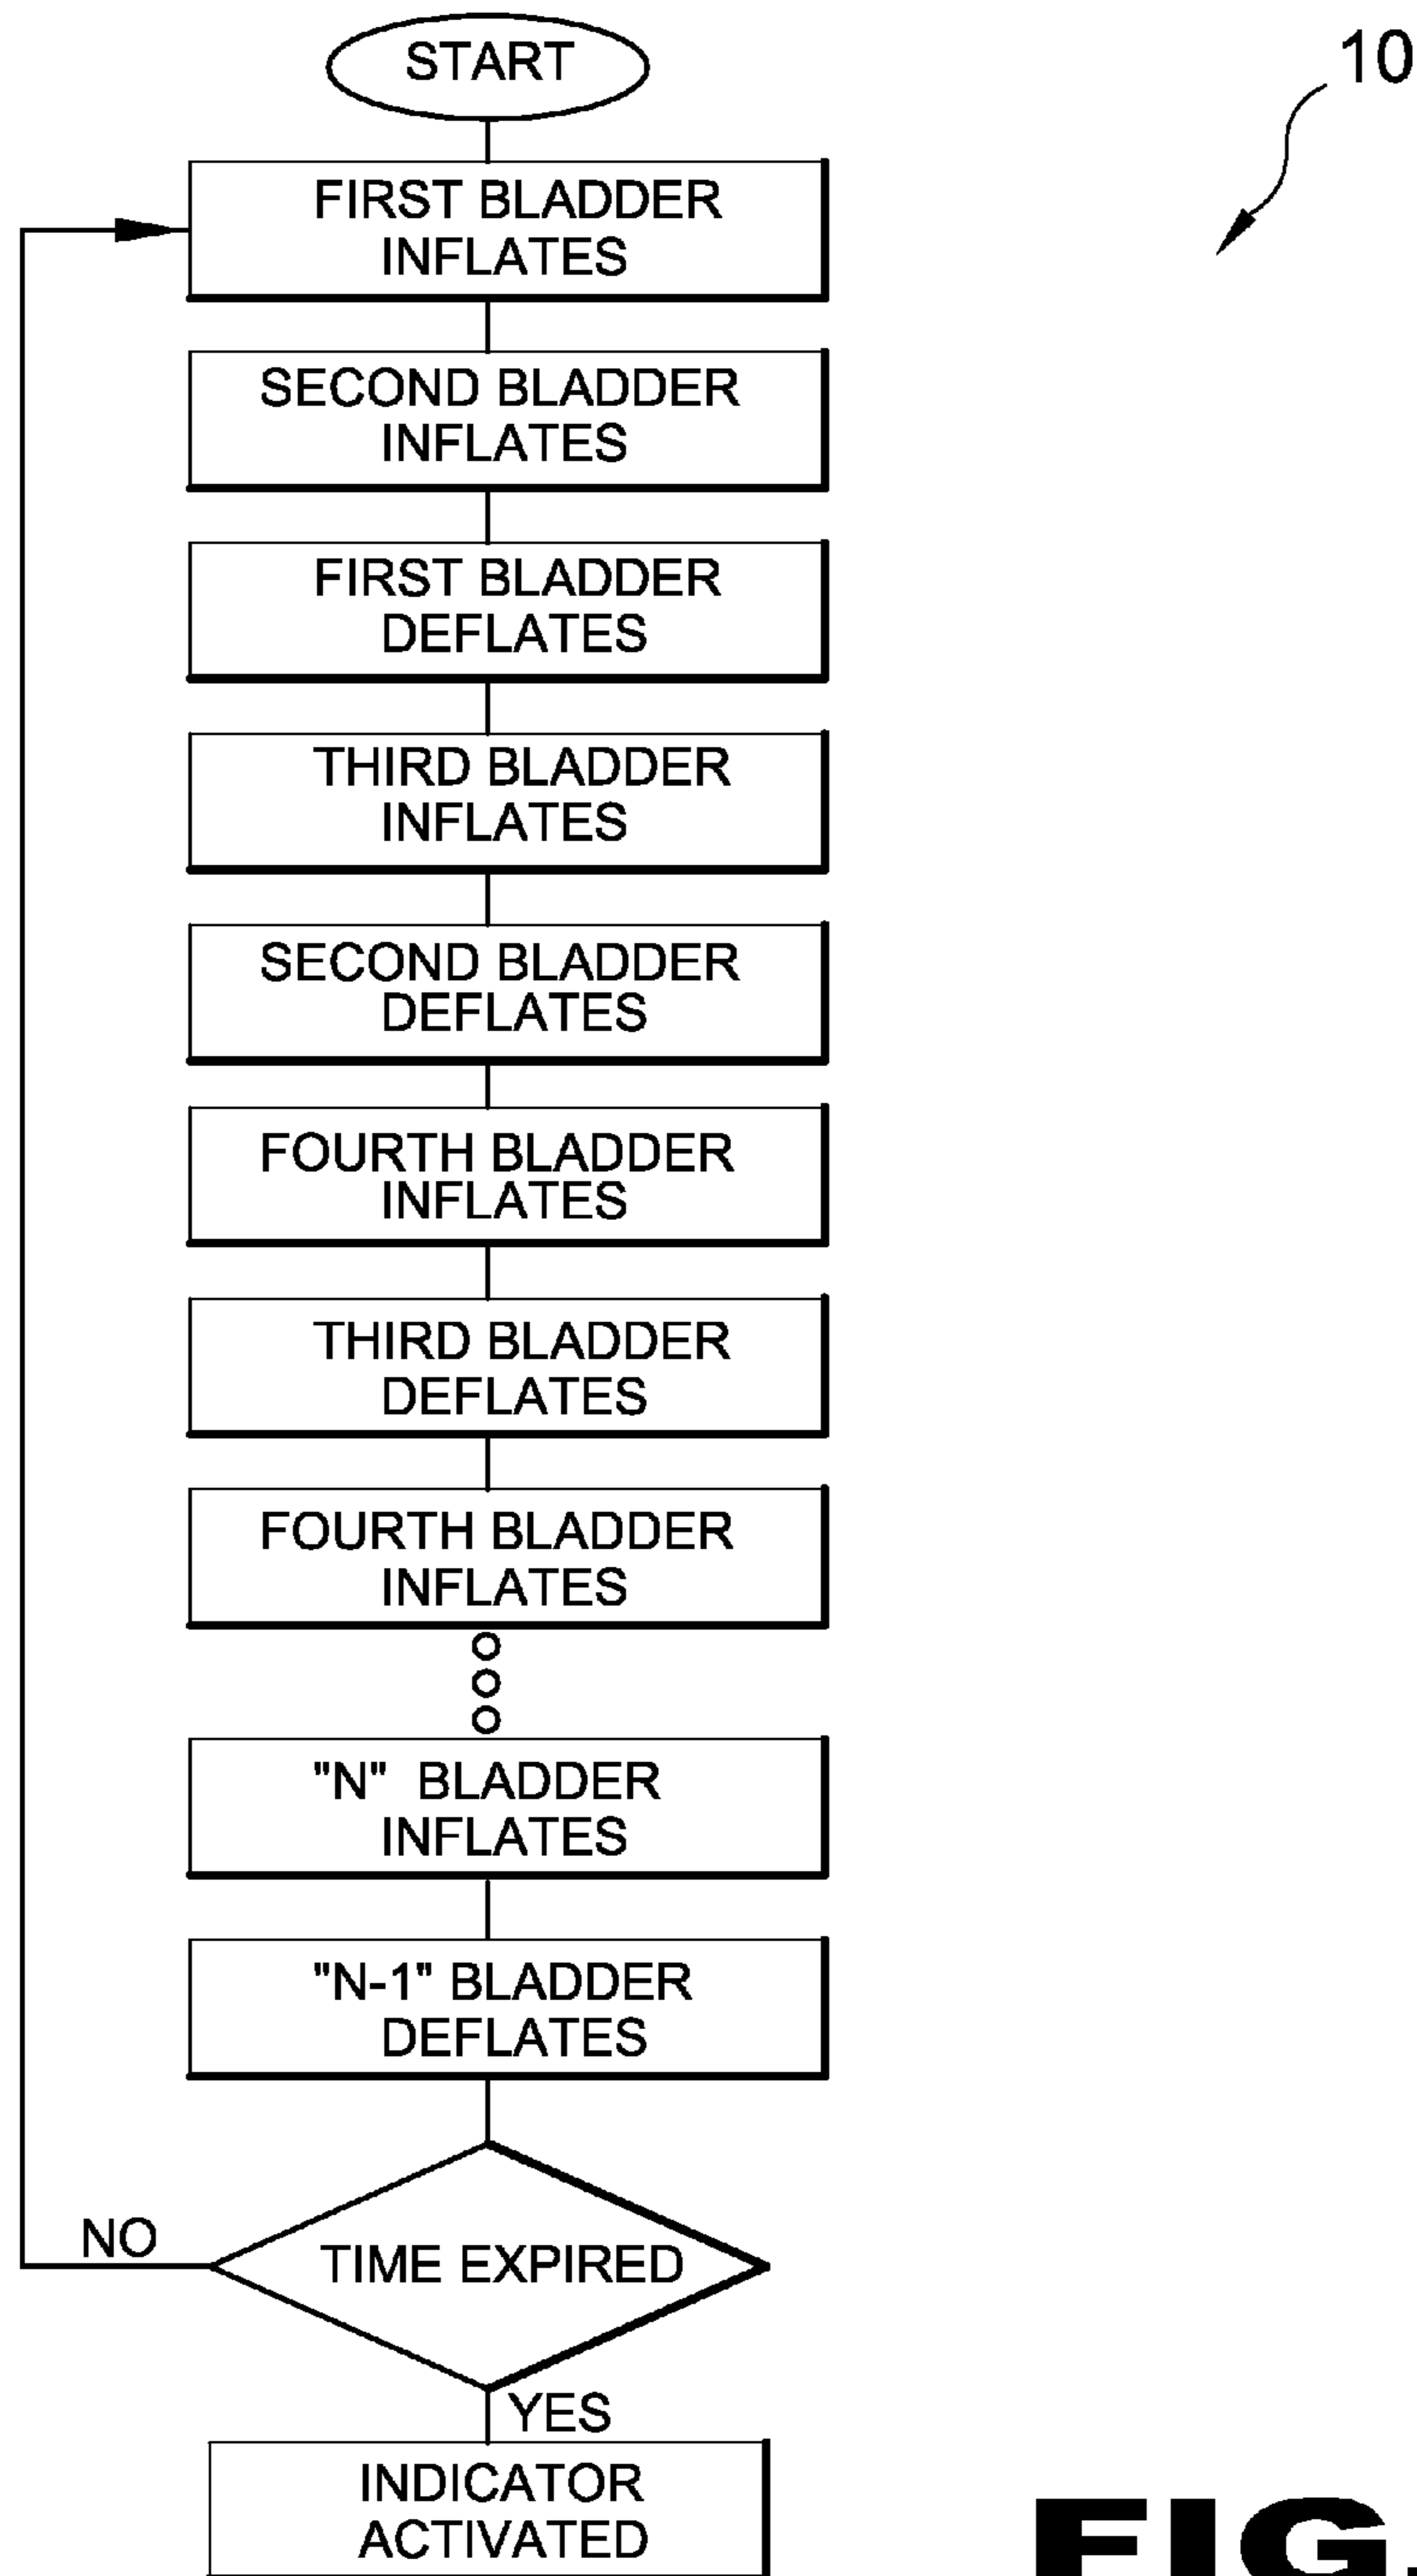 START
10
FIRST BLADDER
INFLATES
SECOND BLADDER
INFLATES
FIRST BLADDER
DEFLATES
THIRD BLADDER
INFLATES
SECOND BLADDER
DEFLATES
FOURTH BLADDER
INFLATES
THIRD BLADDER
DEFLATES
FOURTH BLADDER
INFLATES
"N" BLADDER
INFLATES
"N-1" BLADDER
DEFLATES
NO
TIME EXPIRED
YES
INDICATOR
ACTIVATED
FIG.